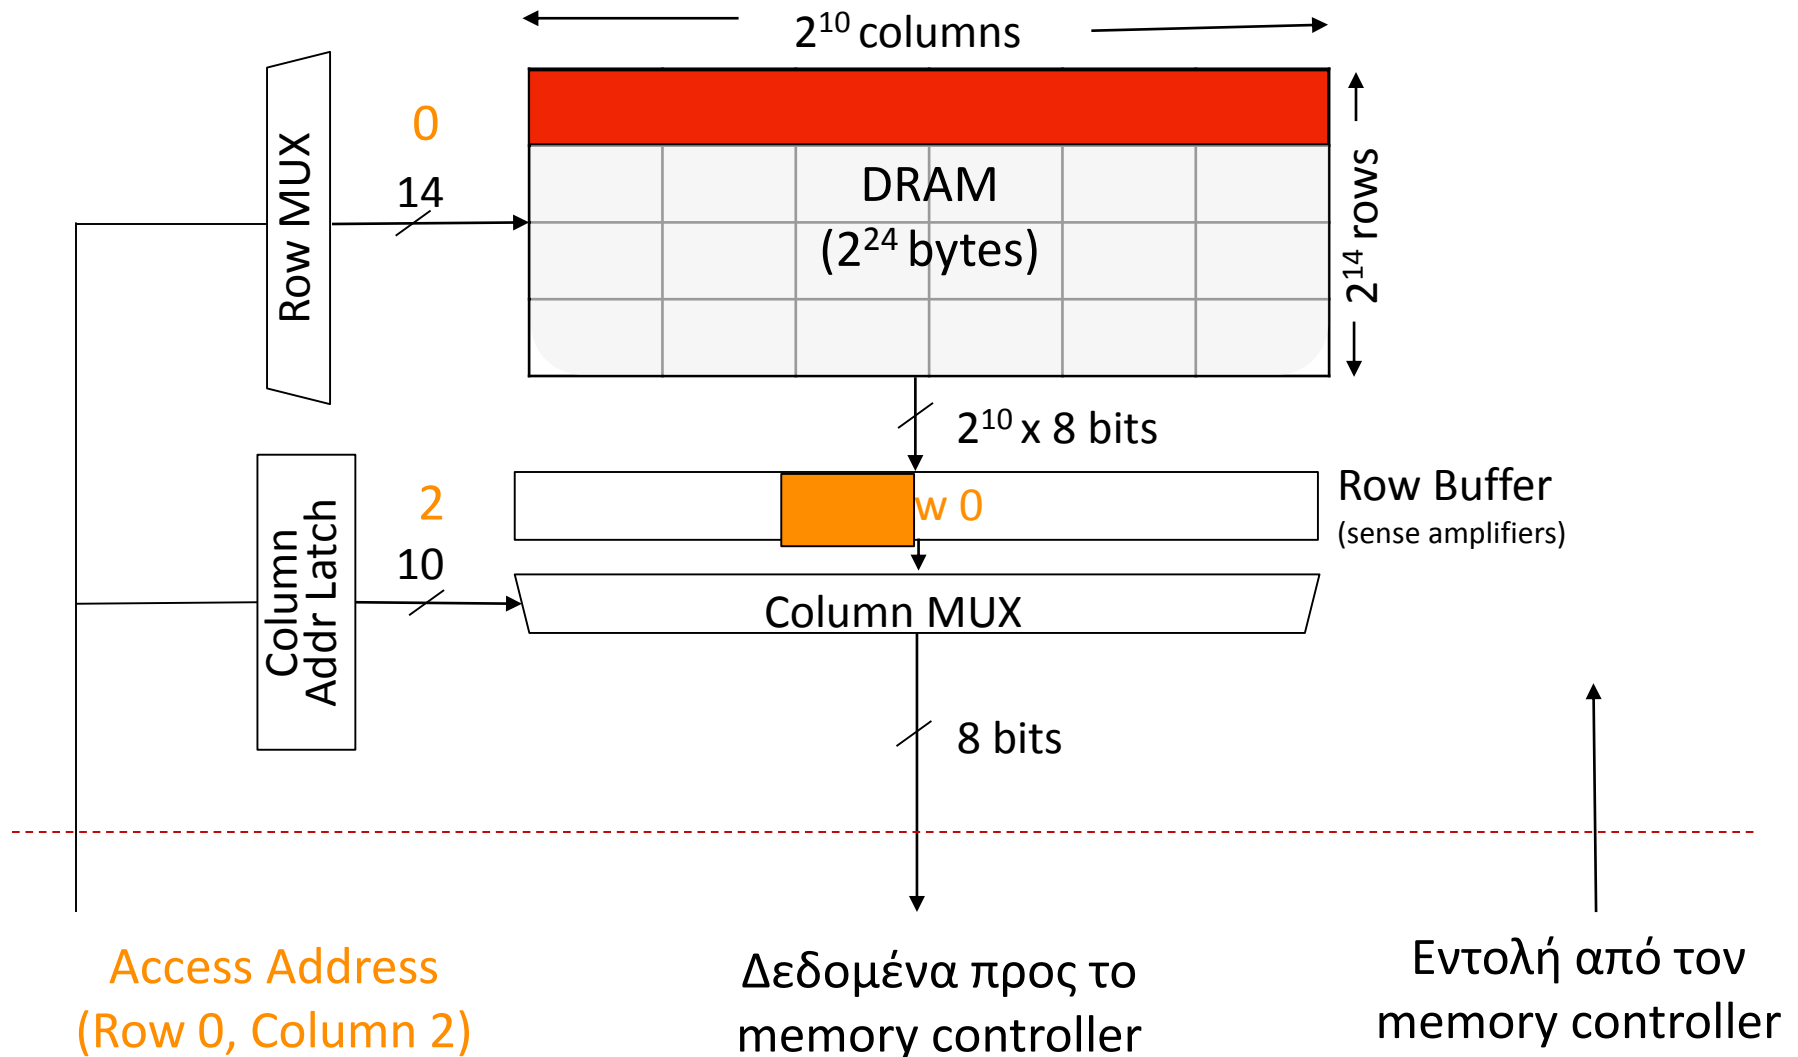 2¹⁰ columns
Row MUX
0
14
DRAM
(2²⁴ bytes)
2¹⁴ rows
2¹⁰ x 8 bits
Column
Addr Latch
2
10
w 0
Row Buffer
(sense amplifiers)
Column MUX
8 bits
Access Address
(Row 0, Column 2)
Δεδομένα προς το
memory controller
Εντολή από τον
memory controller